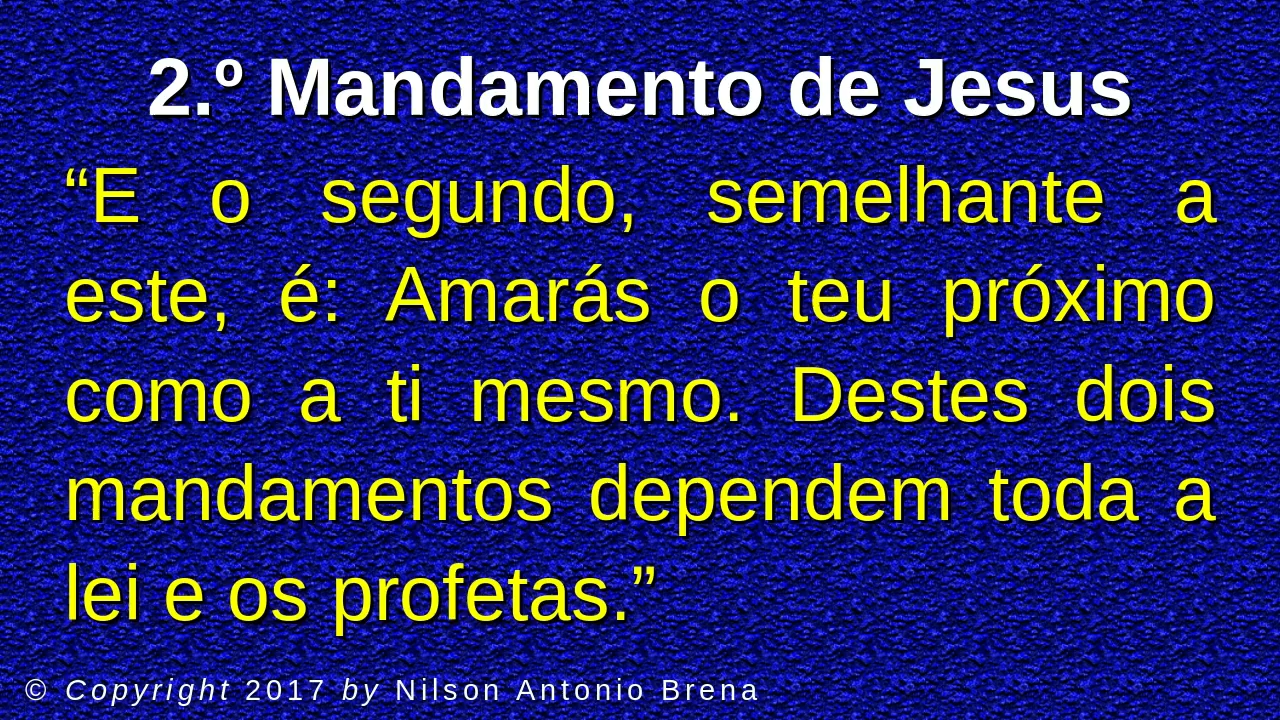 2.º Mandamento de Jesus
“E o segundo, semelhante a
este, é: Amarás o teu próximo
como a ti mesmo. Destes dois
mandamentos dependem toda a
lei e os profetas.”
© Copyright 2017 by Nilson Antonio Brena